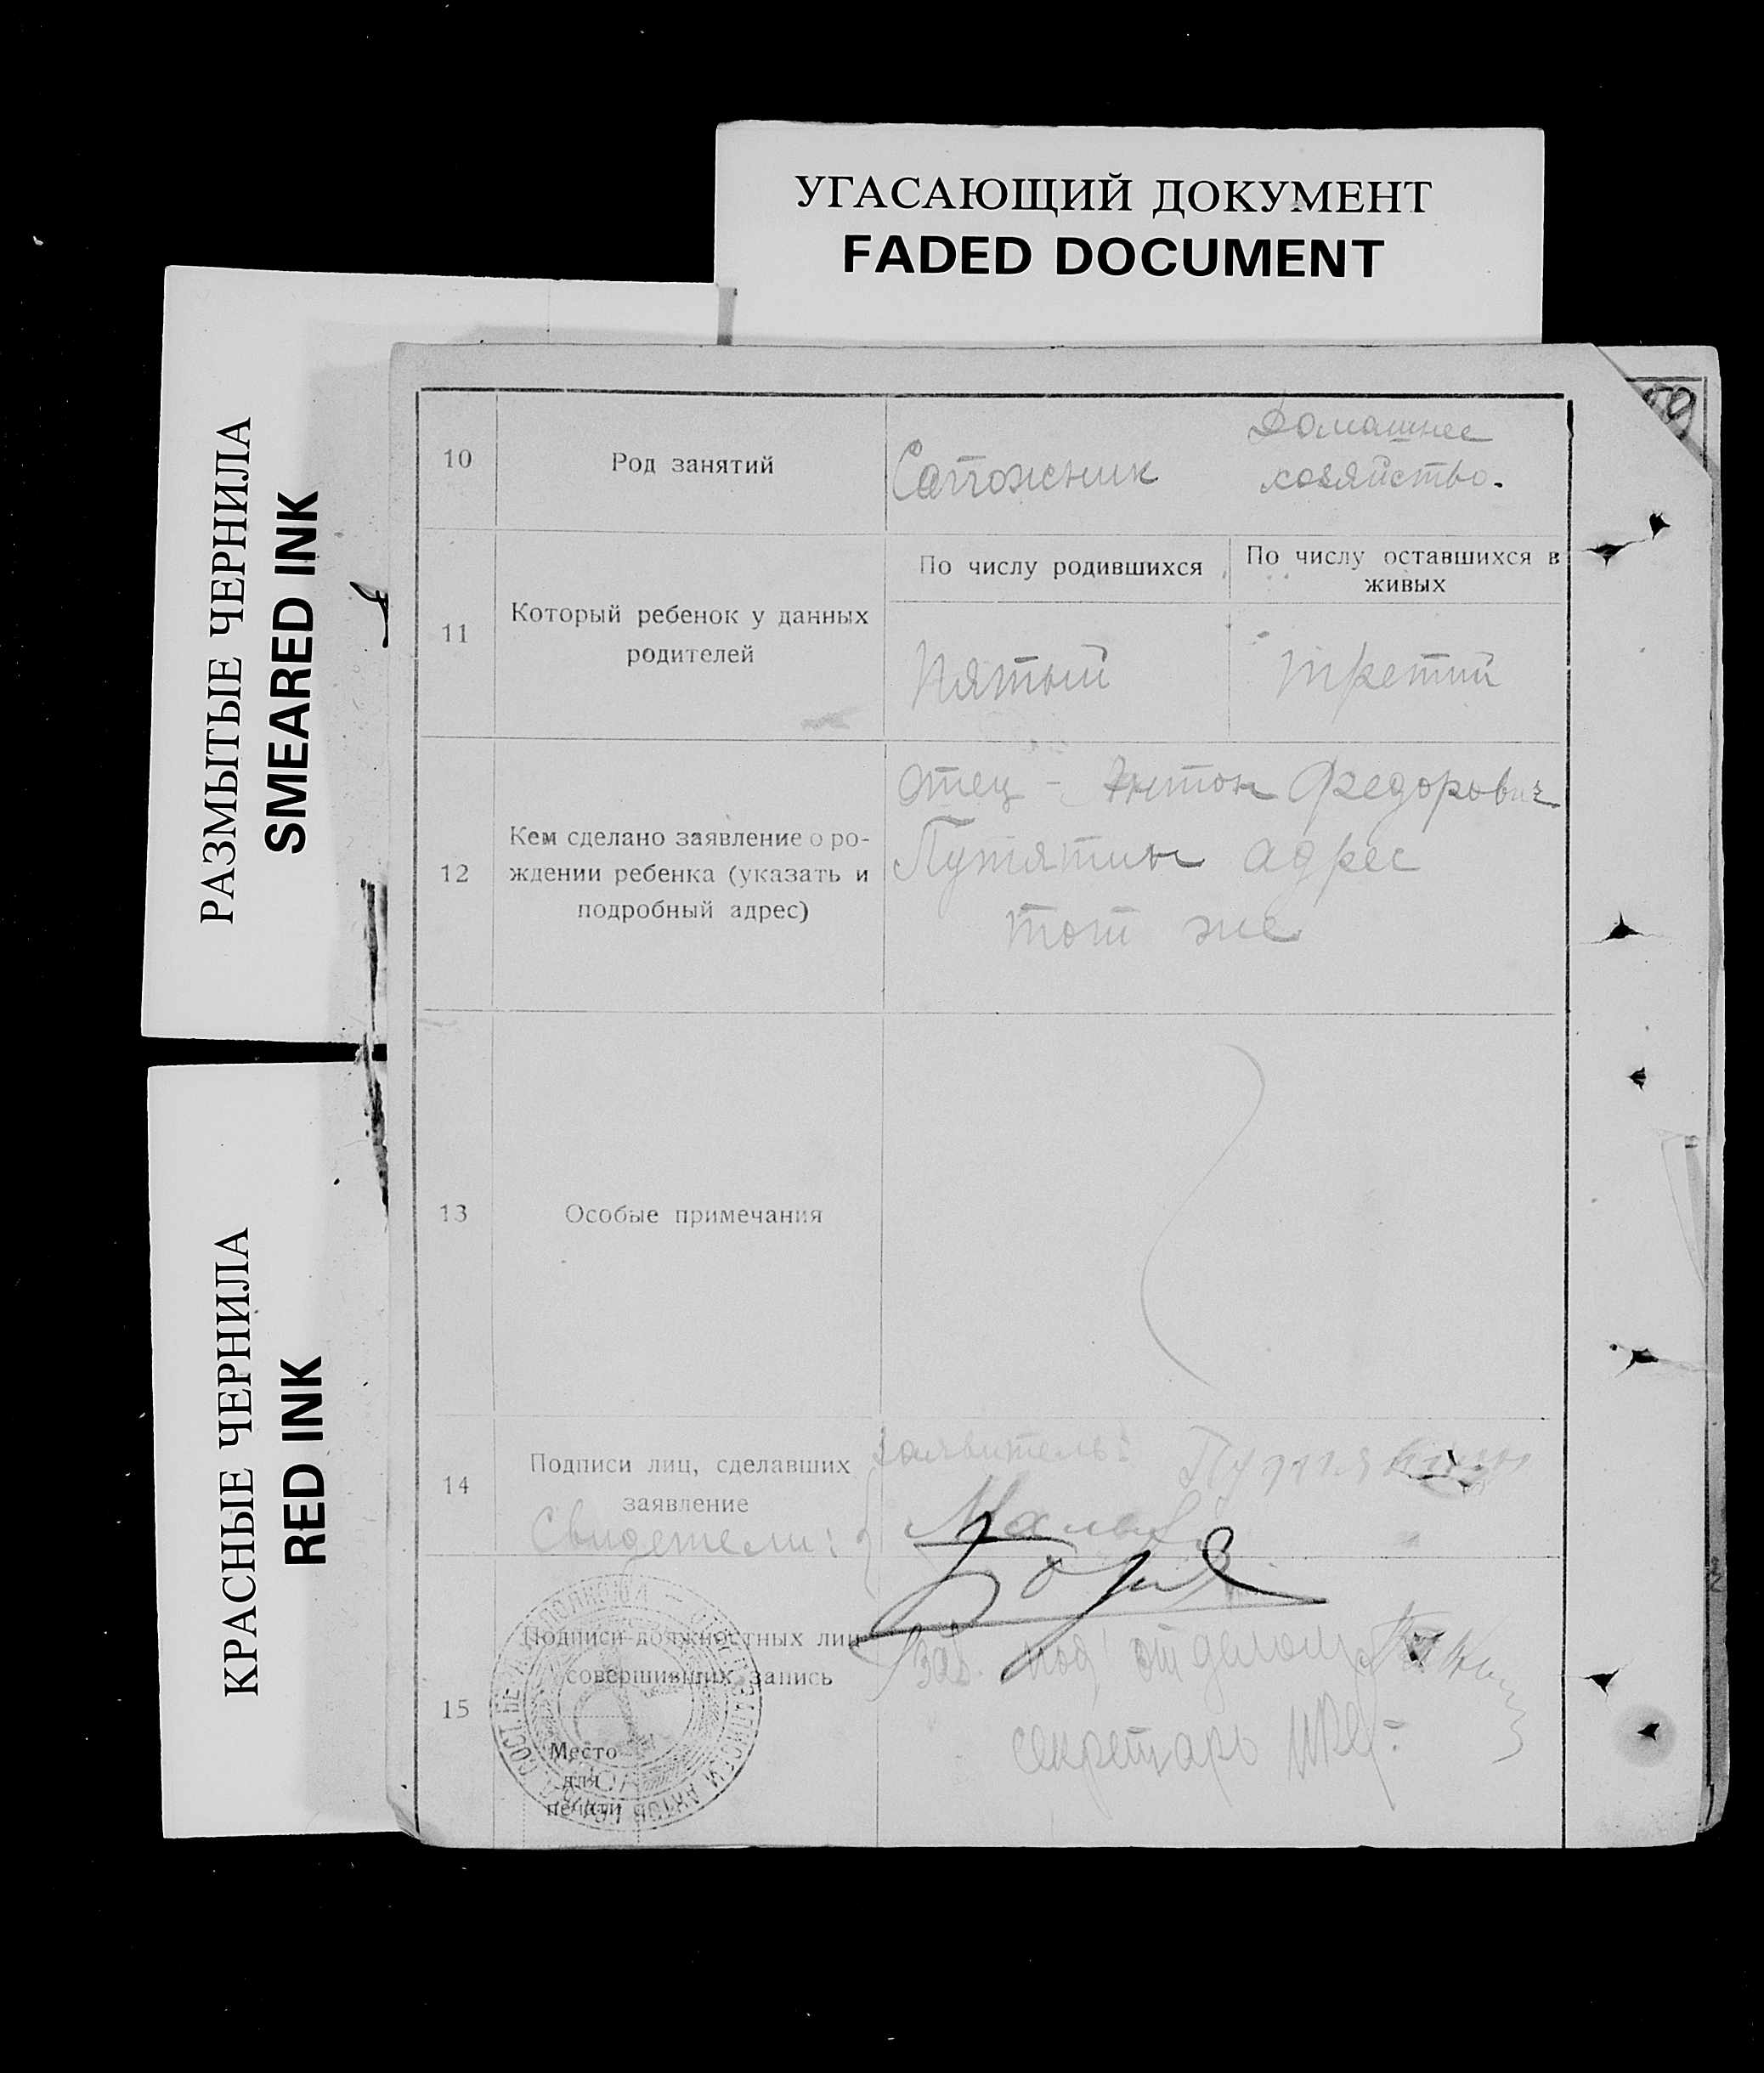 УГАСАЮЩИЙ ДОКУМЕНТ
FADED DOCUMENT
РАЗМЫТЫЕ ЧЕРНИЛА
SMEARED INK
КРАСНЫЕ ЧЕРНИЛА
RED INK
10
Род занятий
Сапожник
Домашнее
хозяйство.
11
Который ребенок у данных
родителей
По числу родившихся
По числу оставшихся в
живых
Пятый
третий
12
Кем сделано заявление о ро-
ждении ребенка (указать и
подробный адрес)
Отец - Антон Федорович
Путятин адрес
тот же
13
Особые примечания
14
Подписи лиц, сделавших
заявление
Свидетели:
Заявитель: Путятин
15
Подписи должностных лиц
совершивших запись
Место
для
печати
Зав. под отделом
секретарь